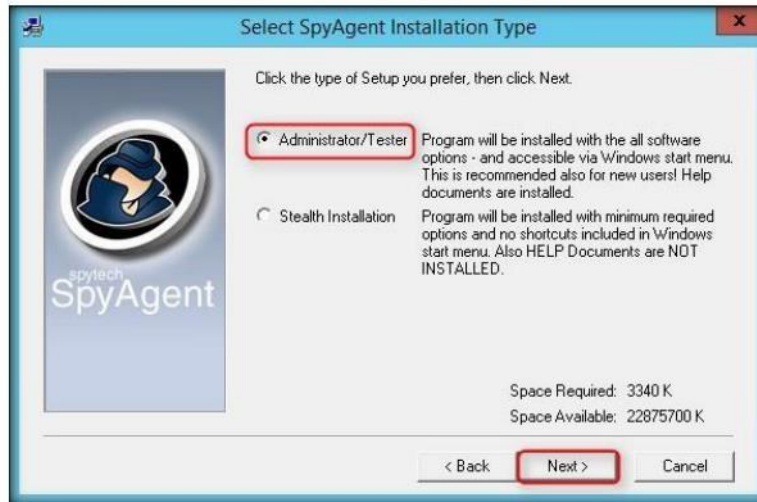 Select SpyAgent Installation Type
X
Click the type of Setup you prefer, then click Next.
Administrator/Tester
Program will be installed with the all software
options - and accessible via Windows start menu.
This is recommended also for new users! Help
documents are installed.
Stealth Installation
Program will be installed with minimum required
options and no shortcuts included in Windows
start menu. Also HELP Documents are NOT
INSTALLED.
spytech
SpyAgent
Space Required: 3340 K
Space Available: 22875700 K
< Back Next > Cancel